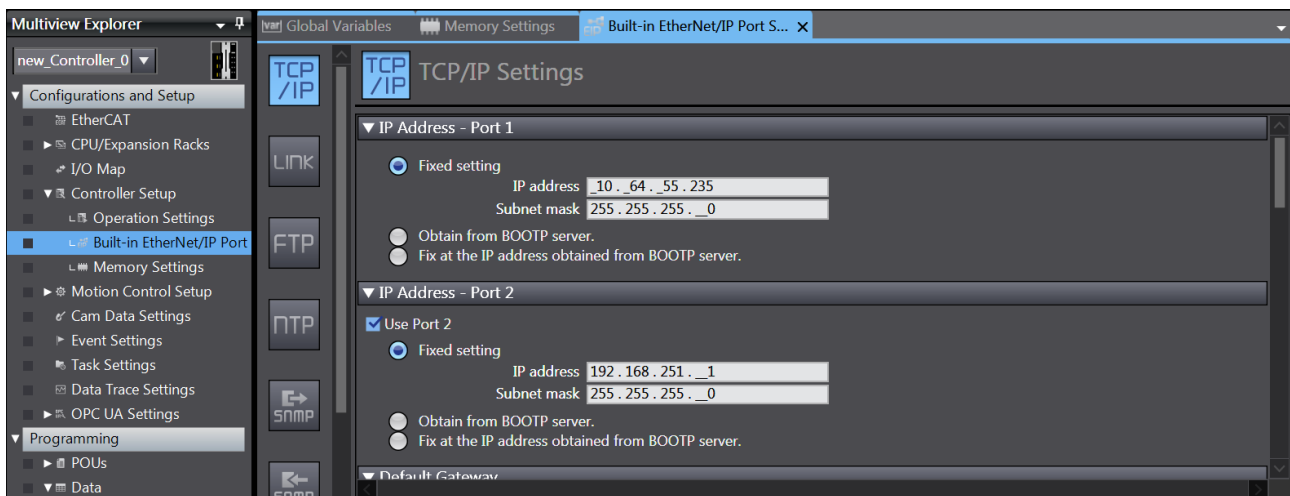 Multiview Explorer
new_Controller_0
Configurations and Setup
EtherCAT
CPU/Expansion Racks
I/O Map
Controller Setup
Operation Settings
Built-in EtherNet/IP Port
Memory Settings
Motion Control Setup
Cam Data Settings
Event Settings
Task Settings
Data Trace Settings
OPC UA Settings
Programming
POUs
Data
var Global Variables Memory Settings Built-in EtherNet/IP Port S... X
TCP
/IP
LINK
FTP
NTP
SNMP
SNMP
TCP
/IP
TCP/IP Settings
IP Address - Port 1
Fixed setting
IP address _10 . _64 . _55 . 235
Subnet mask 255 . 255 . 255 . __0
Obtain from BOOTP server.
Fix at the IP address obtained from BOOTP server.
IP Address - Port 2
Use Port 2
Fixed setting
IP address 192 . 168 . 251 . __1
Subnet mask 255 . 255 . 255 . __0
Obtain from BOOTP server.
Fix at the IP address obtained from BOOTP server.
Default Gateway